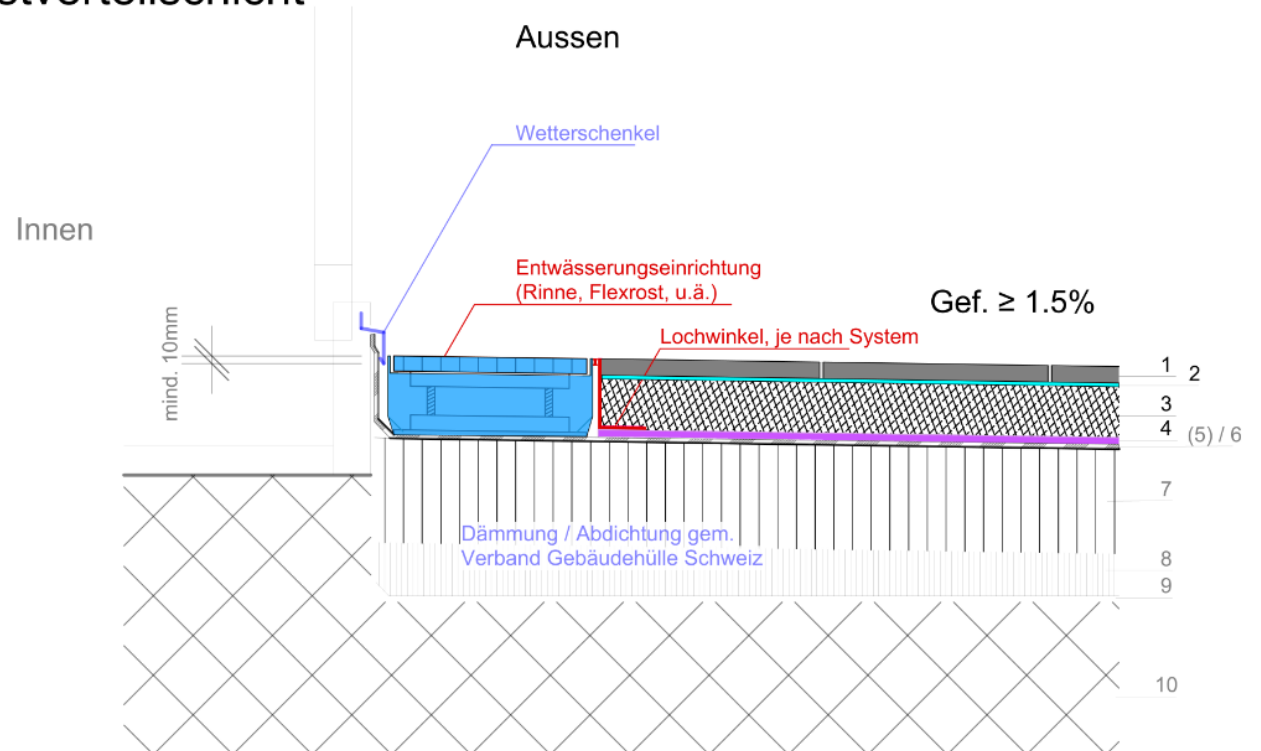 Aussen
Wetterschenkel
Innen
Entwässerungseinrichtung
(Rinne, Flexrost, u.ä.)
Gef. ≥ 1.5%
Lochwinkel, je nach System
mind. 10mm
1
2
3
4
(5) / 6
7
Dämmung / Abdichtung gem.
Verband Gebäudehülle Schweiz
8
9
10